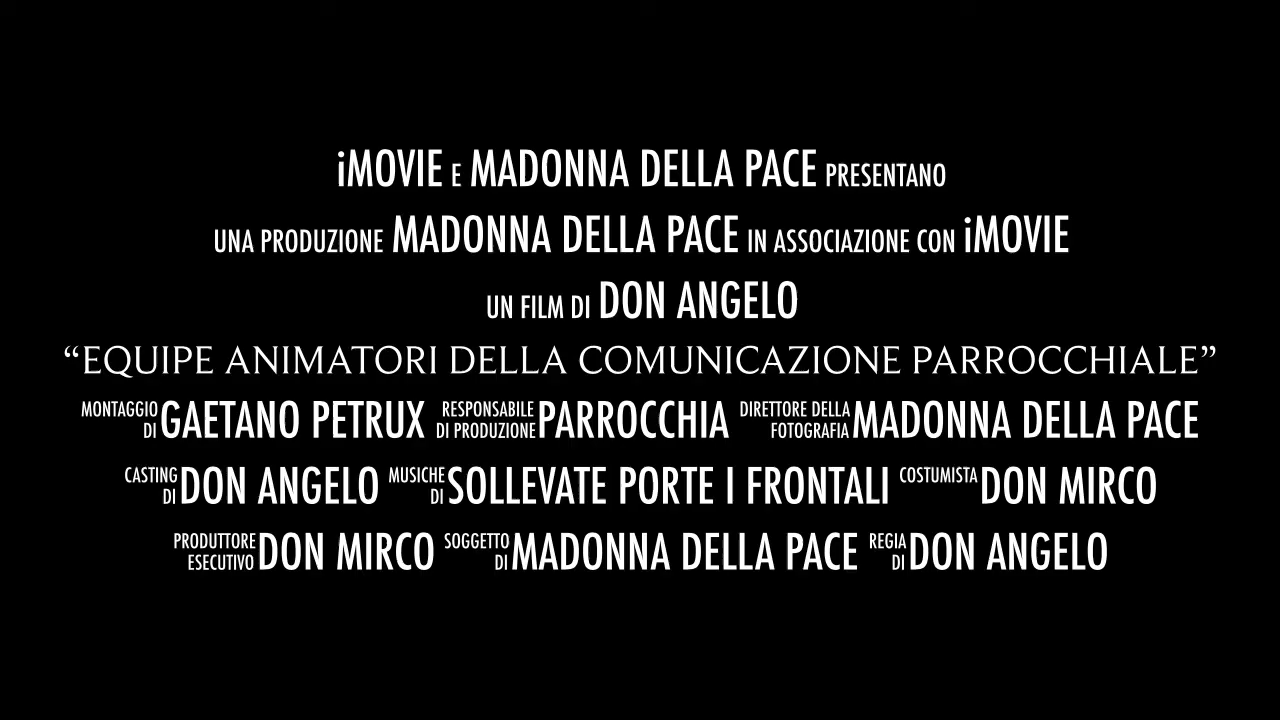 iMOVIE E MADONNA DELLA PACE PRESENTANO
UNA PRODUZIONE MADONNA DELLA PACE IN ASSOCIAZIONE CON iMOVIE
UN FILM DI DON ANGELO
“EQUIPE ANIMATORI DELLA COMUNICAZIONE PARROCCHIALE”
MONTAGGIO DI GAETANO PETRUX RESPONSABILE DI PRODUZIONE PARROCCHIA DIRETTORE DELLA FOTOGRAFIA MADONNA DELLA PACE
CASTING DI DON ANGELO MUSICHE DI SOLLEVATE PORTE I FRONTALI COSTUMISTA DON MIRCO
PRODUTTORE ESECUTIVO DON MIRCO SOGGETTO DI MADONNA DELLA PACE REGIA DI DON ANGELO